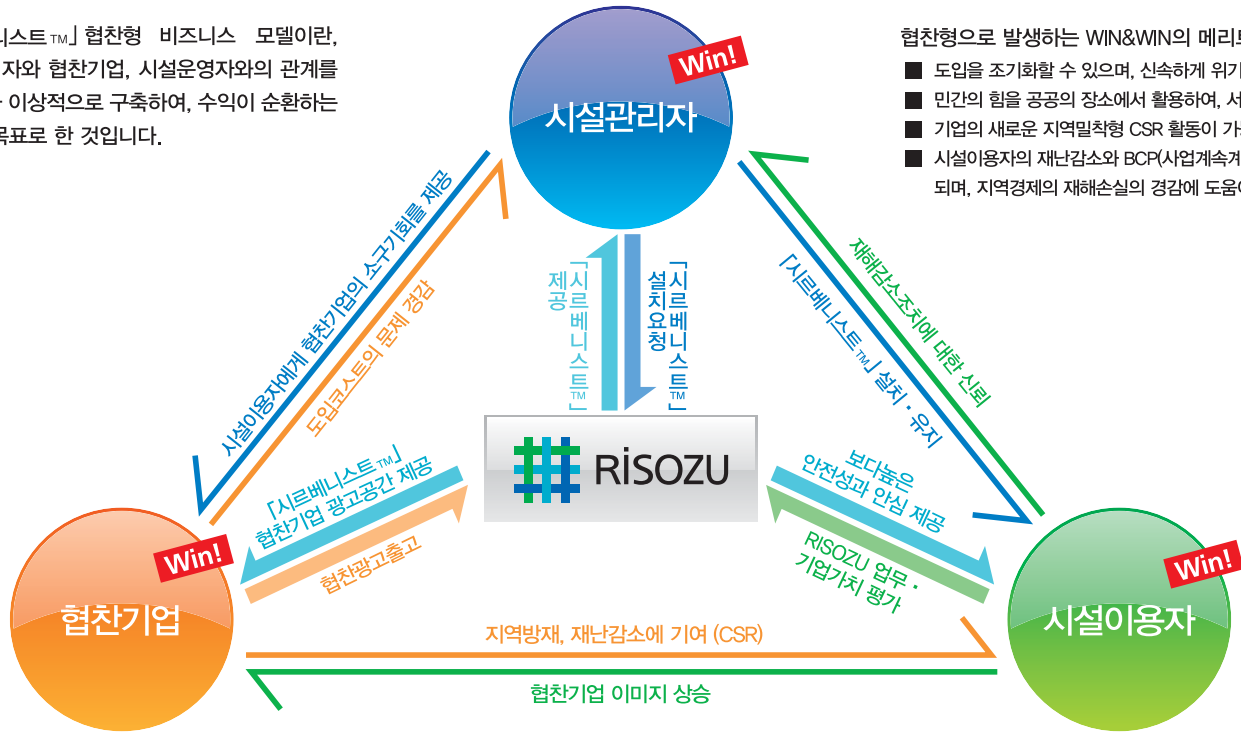 니스트™」협찬형 비즈니스 모델이란,
자와 협찬기업, 시설운영자와의 관계를
이상적으로 구축하여, 수익이 순환하는
목표로 한 것입니다.
협찬형으로 발생하는 WIN&WIN의 메리트
■ 도입을 조기화할 수 있으며, 신속하게 위기
■ 민간의 힘을 공공의 장소에서 활용하여, 서
■ 기업의 새로운 지역밀착형 CSR 활동이 가
■ 시설이용자의 재난감소와 BCP(사업계속계
되며, 지역경제의 재해손실의 경감에 도움이
Win!
시설관리자
시설이용자에게 협찬기업의 소구기회를 제공
도입코스트의 문제 경감
「시르베니스트™」
제공
「시르베니스트™」
설치요청
재해감소조치에 대한 신뢰
「시르베니스트™」 설치・유지
RISOZU
「시르베니스트™」
협찬기업 광고공간 제공
협찬광고출고
보다높은
안전성과 안심 제공
RISOZU 업무・
기업가치 평가
Win!
협찬기업
Win!
시설이용자
지역방재, 재난감소에 기여 (CSR)
협찬기업 이미지 상승